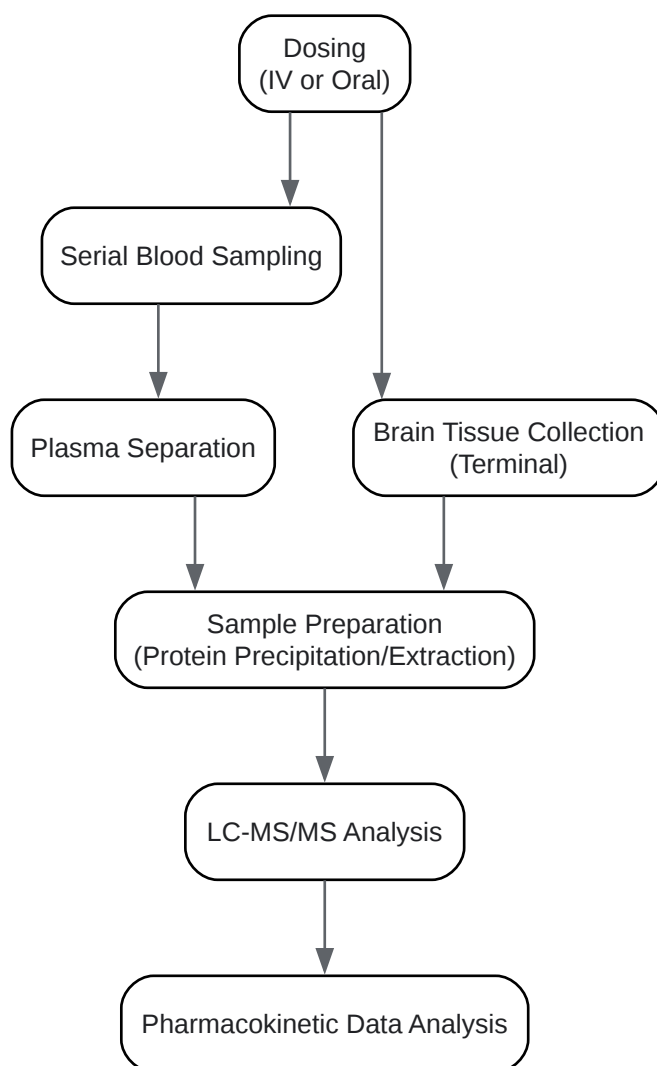 Dosing
(IV or Oral)
Serial Blood Sampling
Plasma Separation
Brain Tissue Collection
(Terminal)
Sample Preparation
(Protein Precipitation/Extraction)
LC-MS/MS Analysis
Pharmacokinetic Data Analysis